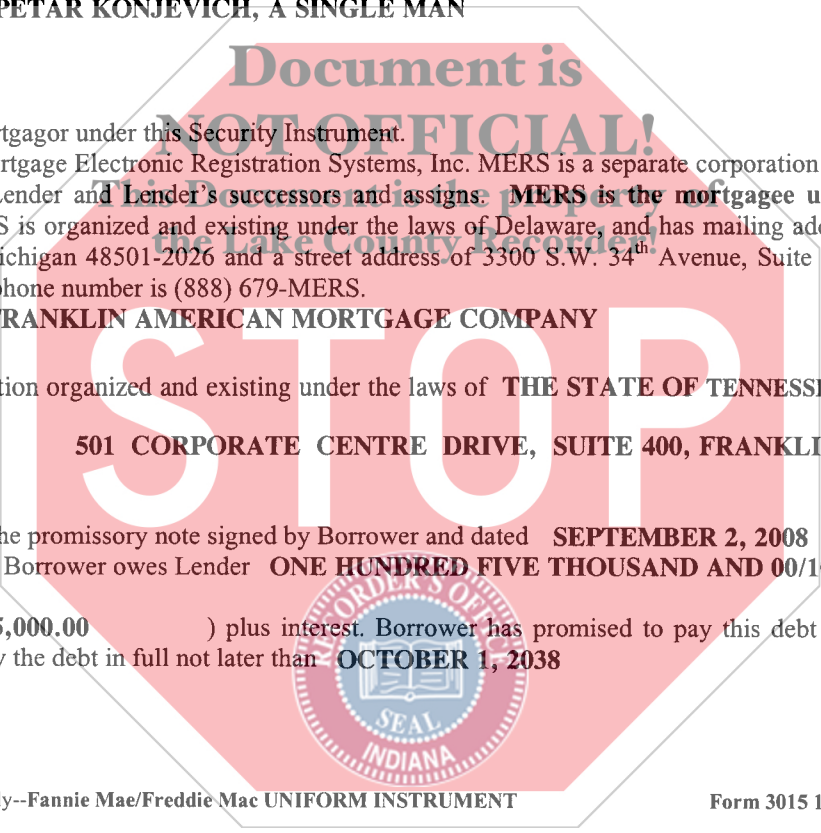 PETAR KONJEVICH, A SINGLE MAN
Document is
NOT OFFICIAL!
rtgagor under this Security Instrument.
rtgage Electronic Registration Systems, Inc. MERS is a separate corporation
Lender and Lender's successors and assigns. MERS is the mortgagee u
This Document is the property of
S is organized and existing under the laws of Delaware, and has mailing add
the Lake County Recorder!
ichigan 48501-2026 and a street address of 3300 S.W. 34th Avenue, Suite
phone number is (888) 679-MERS.
FRANKLIN AMERICAN MORTGAGE COMPANY
STOP
tion organized and existing under the laws of THE STATE OF TENNESSE
501 CORPORATE CENTRE DRIVE, SUITE 400, FRANKLI
he promissory note signed by Borrower and dated SEPTEMBER 2, 2008
Borrower owes Lender ONE HUNDRED FIVE THOUSAND AND 00/1
5,000.00 ) plus interest. Borrower has promised to pay this debt
y the debt in full not later than OCTOBER 1, 2038
RECORDER'S OFFICE
SEAL
INDIANA
ly--Fannie Mae/Freddie Mac UNIFORM INSTRUMENT Form 3015 1